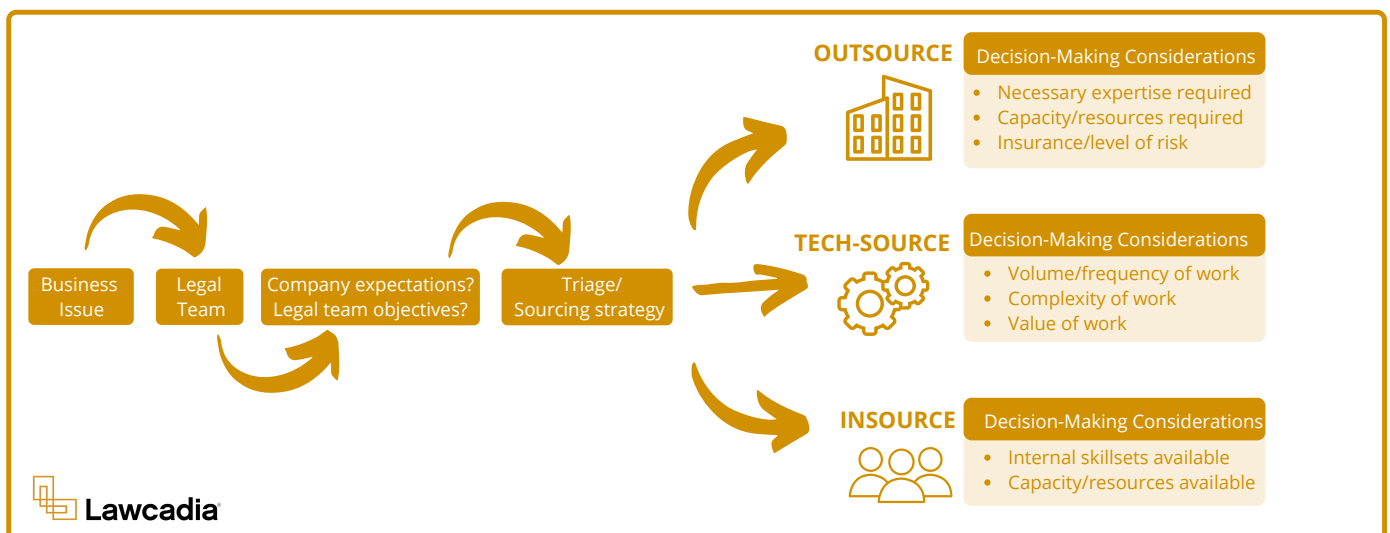 Business
Issue
Legal
Team
Company expectations?
Legal team objectives?
Triage/
Sourcing strategy
OUTSOURCE
Decision-Making Considerations
• Necessary expertise required
• Capacity/resources required
• Insurance/level of risk
TECH-SOURCE
Decision-Making Considerations
• Volume/frequency of work
• Complexity of work
• Value of work
INSOURCE
Decision-Making Considerations
• Internal skillsets available
• Capacity/resources available
Lawcadia